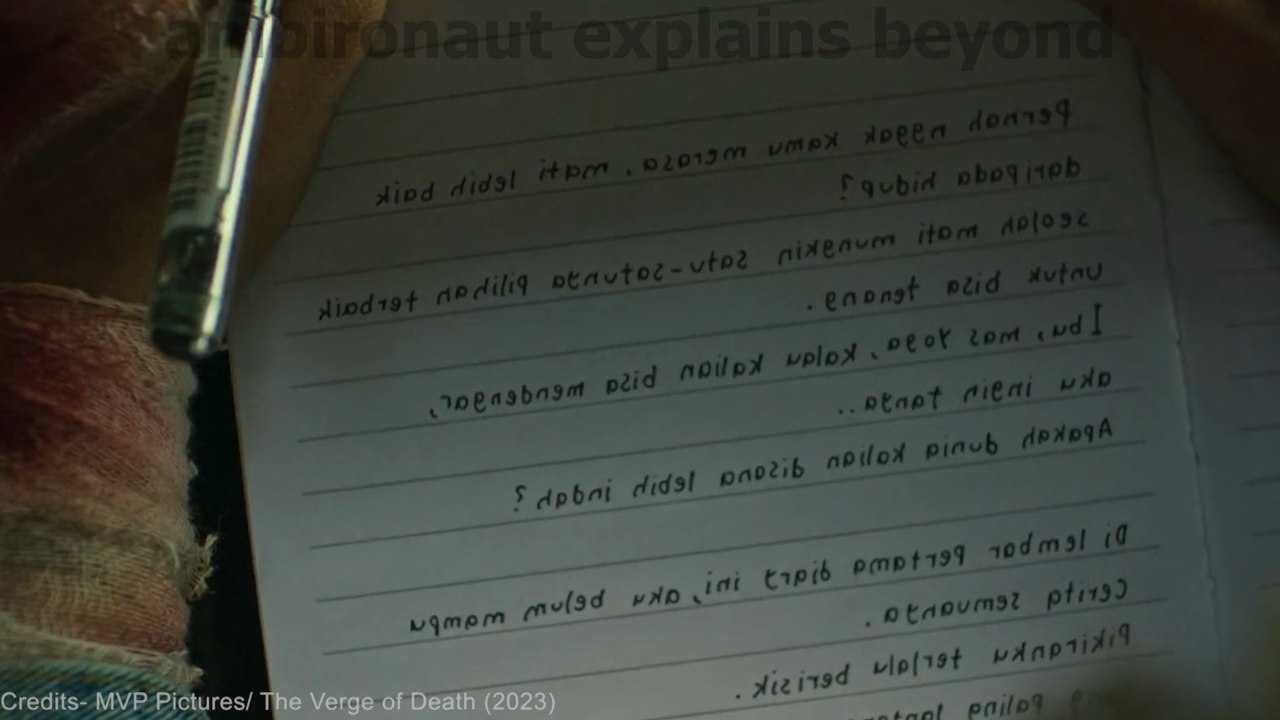 ambironaut explains beyond
pernah nggak kamu merasa, mati lebih baik
daripada hidup?
seolah mati mungkin satu-satunya pilihan terbaik
untuk bisa tenang.
Ibu, mas Yoga, kalau kalian bisa mendengar,
aku ingin tanya..
Apakah dunia kalian disana lebih indah?
Di lembar pertama diary ini, aku belum mampu
Cerita semuanya.
Pikiranku terlalu berisik.
paling
Credits- MVP Pictures/ The Verge of Death (2023)